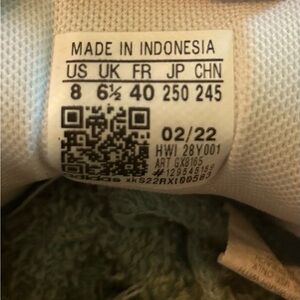 MADE IN INDONESIA
US UK FR JP CHN
8 6½ 40 250 245
02/22
HWI 28Y001
ART GX8165